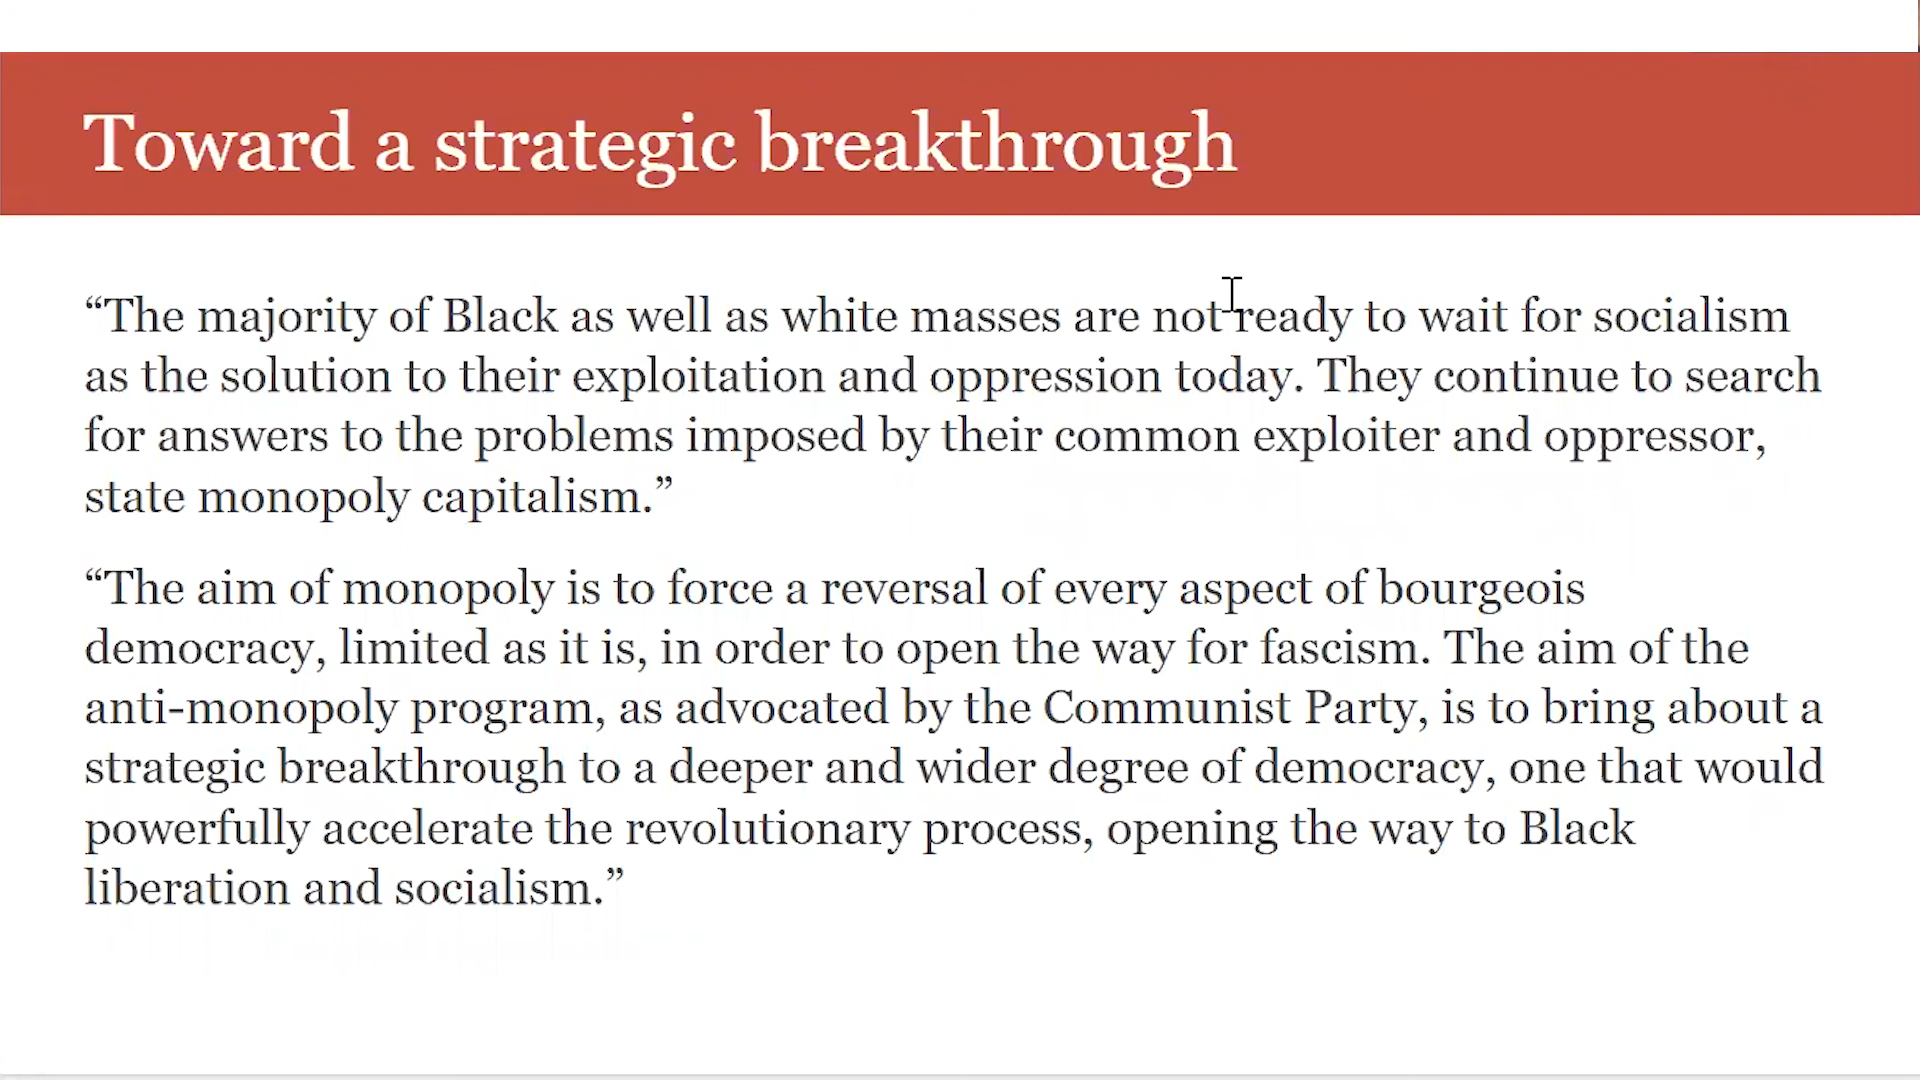 Toward a strategic breakthrough
“The majority of Black as well as white masses are not ready to wait for socialism
as the solution to their exploitation and oppression today. They continue to search
for answers to the problems imposed by their common exploiter and oppressor,
state monopoly capitalism.”
“The aim of monopoly is to force a reversal of every aspect of bourgeois
democracy, limited as it is, in order to open the way for fascism. The aim of the
anti-monopoly program, as advocated by the Communist Party, is to bring about a
strategic breakthrough to a deeper and wider degree of democracy, one that would
powerfully accelerate the revolutionary process, opening the way to Black
liberation and socialism.”